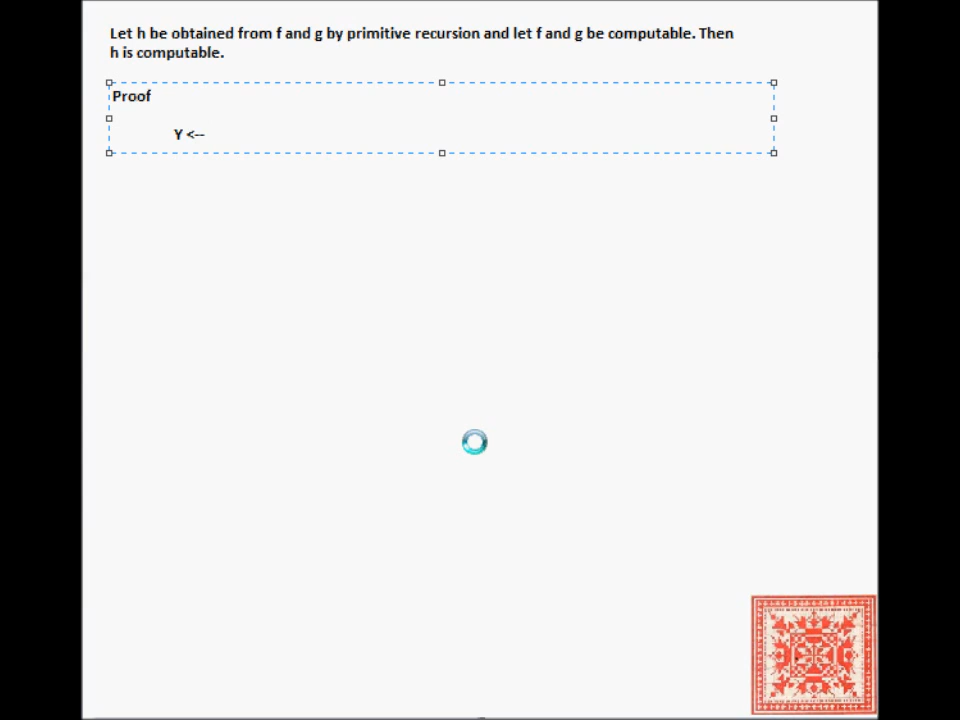 Let h be obtained from f and g by primitive recursion and let f and g be computable. Then
h is computable.
Proof
Y <--